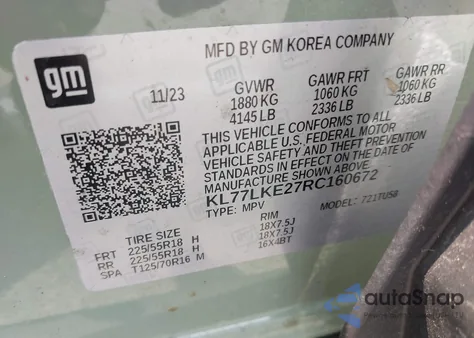 gm
MFD BY GM KOREA COMPANY
11/23 GVWR GAWR FRT GAWR RR
1880 KG 1060 KG 1060 KG
4145 LB 2336 LB 2336 LB
THIS VEHICLE CONFORMS TO ALL
APPLICABLE U.S. FEDERAL MOTOR
VEHICLE SAFETY AND THEFT PREVENTION
STANDARDS IN EFFECT ON THE DATE OF
MANUFACTURE SHOWN ABOVE.
KL77LKE27RC160672
TYPE: MPV MODEL: 721TU58
TIRE SIZE RIM
FRT 225/55R18 H 18X7.5J
RR 225/55R18 H 18X7.5J
SPA T125/70R16 M 16X4BT
autoSnap